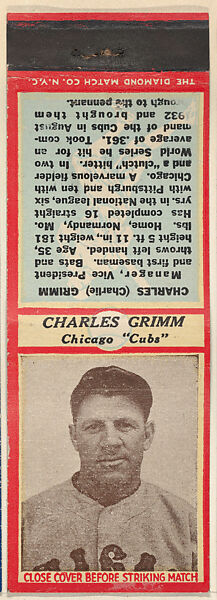 THE DIAMOND MATCH CO. N.Y.C.
CHARLES (Charlie) GRIMM
Manager, Vice President
and first baseman. Bats and
throws left handed. Age 35,
height 5 ft. 11 in., weight 181
lbs. Home, Normandy, Mo.
Has completed 16 straight
yrs. in the National league, six
with Pittsburgh and ten with
Chicago. A marvelous fielder
and a "clutch" hitter. In two
World Series he hit for an
average of .361. Took com-
mand of the Cubs in August
932 and brought them
rough to the pennant.
CHARLES GRIMM
Chicago "Cubs"
CLOSE COVER BEFORE STRIKING MATCH